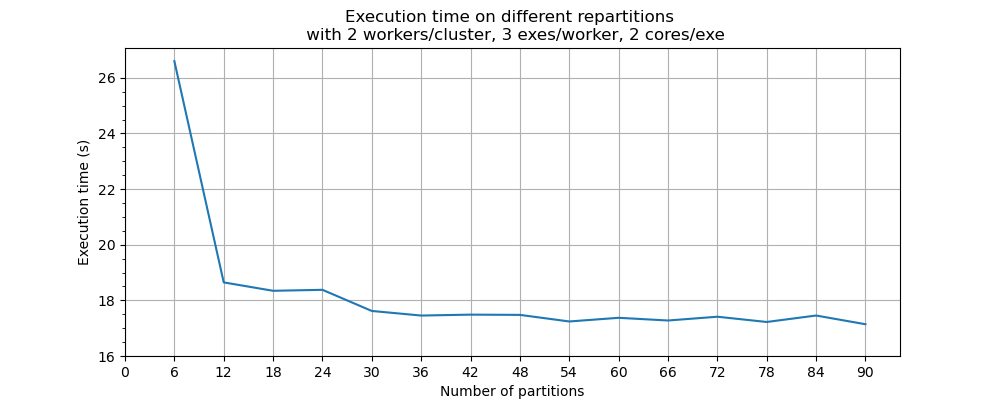 Execution time on different repartitions
with 2 workers/cluster, 3 exes/worker, 2 cores/exe
Execution time (s)
26
24
22
20
18
16
0 6 12 18 24 30 36 42 48 54 60 66 72 78 84 90
Number of partitions